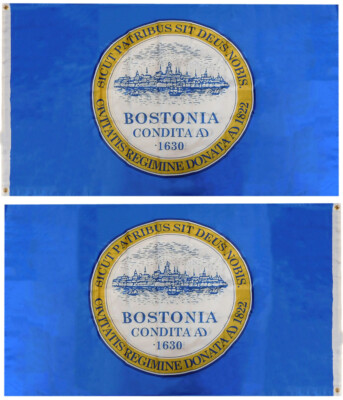 SICUT PATRIBUS SIT DEUS NOBIS.
BOSTONIA
CONDITA AD
1630
CIVITATIS REGIMINE DONATA AD 1822
SICUT PATRIBUS SIT DEUS NOBIS.
BOSTONIA
CONDITA AD
1630
CIVITATIS REGIMINE DONATA AD 1822